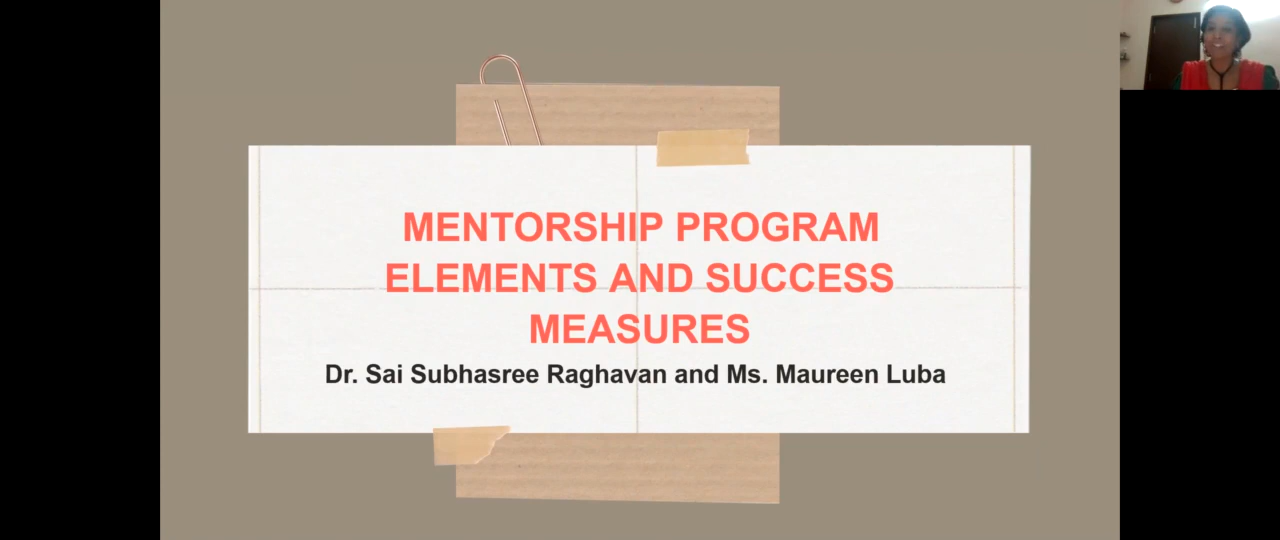 MENTORSHIP PROGRAM
ELEMENTS AND SUCCESS
MEASURES
Dr. Sai Subhasree Raghavan and Ms. Maureen Luba